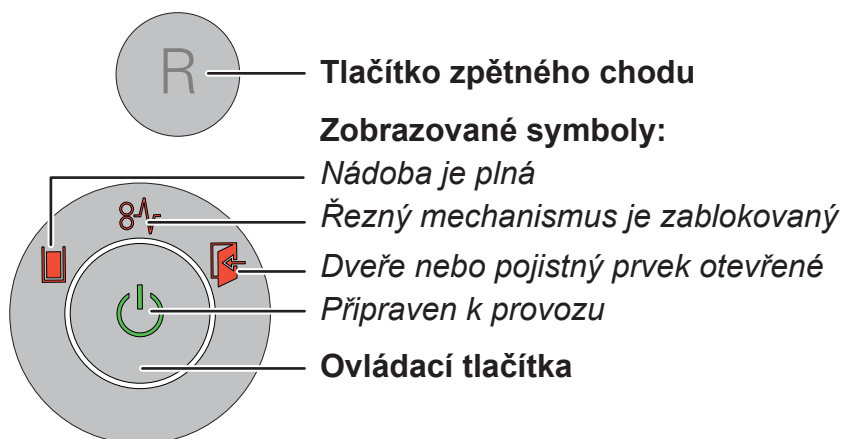 R
Tlačítko zpětného chodu
Zobrazované symboly:
Nádoba je plná
Řezný mechanismus je zablokovaný
Dveře nebo pojistný prvek otevřené
Připraven k provozu
Ovládací tlačítka